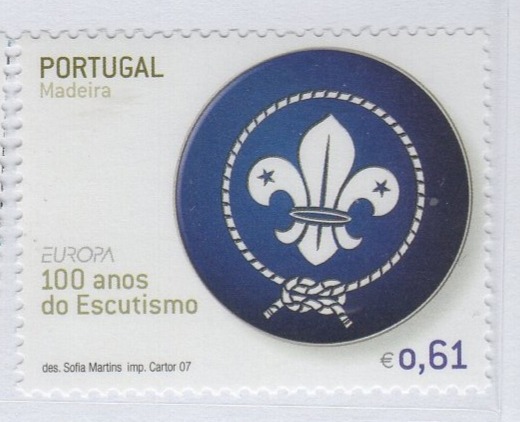 PORTUGAL
Madeira
EUROPA
100 anos
do Escutismo
des. Sofia Martins imp. Cartor 07
€0,61